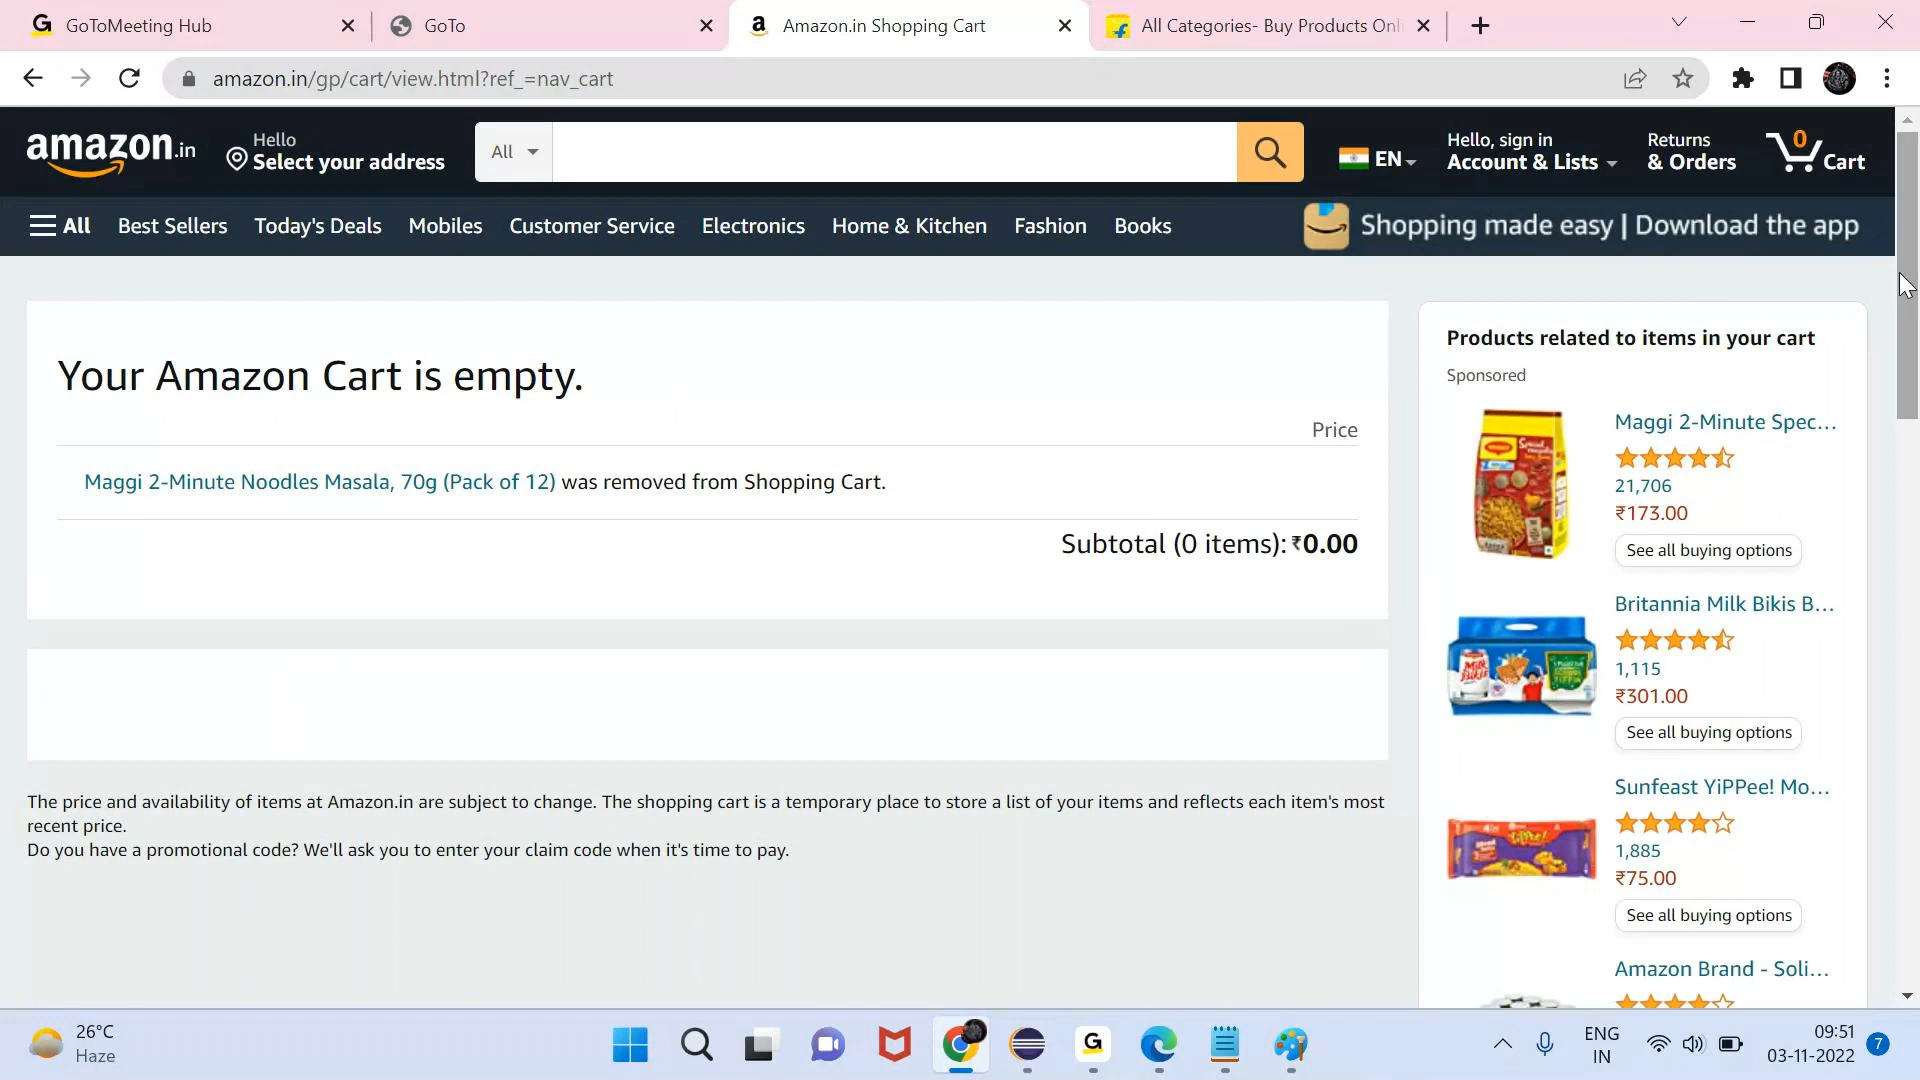 GoToMeeting Hub
GoTo
Amazon.in Shopping Cart
All Categories- Buy Products Onl
amazon.in/gp/cart/view.html?ref_=nav_cart
amazon.in
Hello
Select your address
All
EN
Hello, sign in
Account & Lists
Returns
& Orders
0
Cart
All
Best Sellers
Today's Deals
Mobiles
Customer Service
Electronics
Home & Kitchen
Fashion
Books
Shopping made easy | Download the app
Your Amazon Cart is empty.
Price
Maggi 2-Minute Noodles Masala, 70g (Pack of 12) was removed from Shopping Cart.
Subtotal (0 items): ₹0.00
The price and availability of items at Amazon.in are subject to change. The shopping cart is a temporary place to store a list of your items and reflects each item's most
recent price.
Do you have a promotional code? We'll ask you to enter your claim code when it's time to pay.
Products related to items in your cart
Sponsored
Maggi 2-Minute Spec...
21,706
₹173.00
See all buying options
Britannia Milk Bikis B...
1,115
₹301.00
See all buying options
Sunfeast YiPPee! Mo...
1,885
₹75.00
See all buying options
Amazon Brand - Soli...
26°C
Haze
ENG
IN
09:51
03-11-2022
7